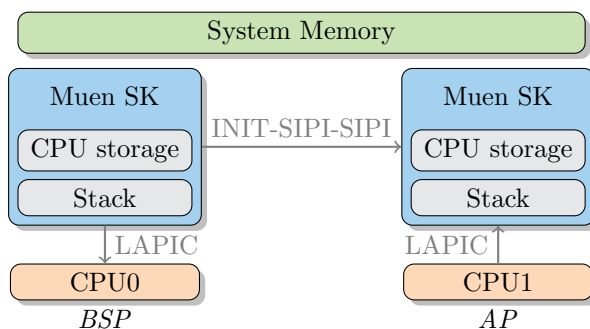 System Memory
Muen SK
Muen SK
INIT-SIPI-SIPI
CPU storage
CPU storage
Stack
Stack
LAPIC
LAPIC
CPU0
CPU1
BSP
AP